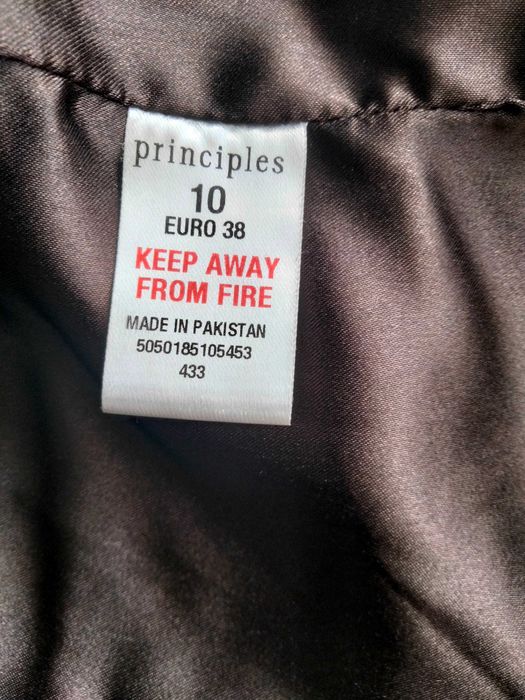 principles
10
EURO 38
KEEP AWAY
FROM FIRE
MADE IN PAKISTAN
5050185105453
433